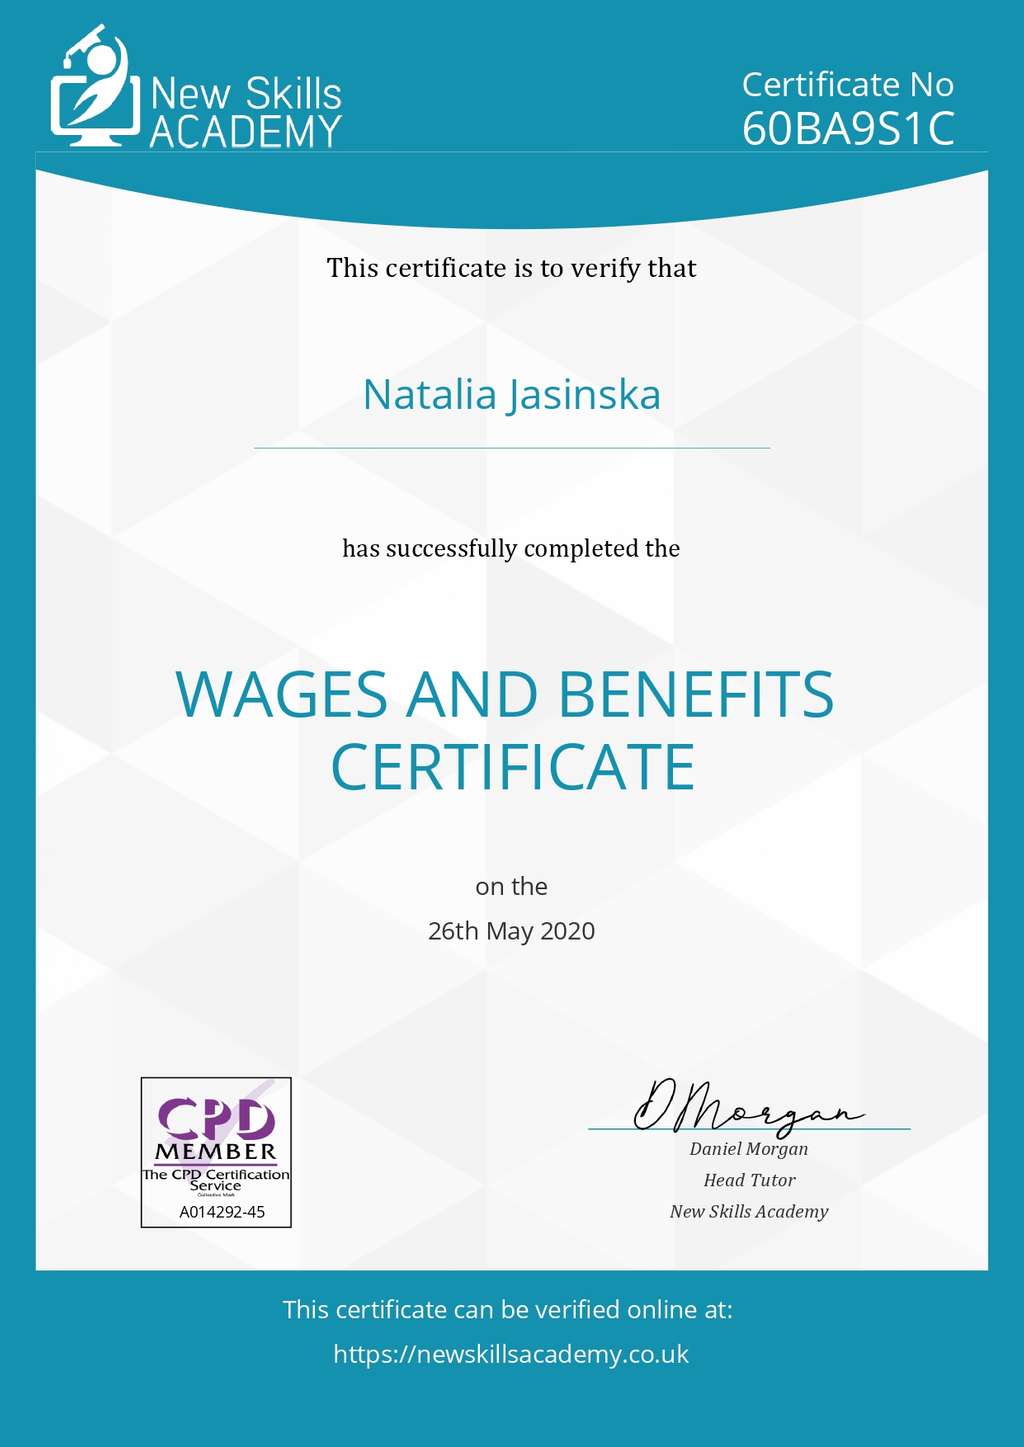 New Skills
ACADEMY
Certificate No
60BA9S1C
This certificate is to verify that
Natalia Jasinska
has successfully completed the
WAGES AND BENEFITS
CERTIFICATE
on the
26th May 2020
CPD
MEMBER
The CPD Certification
Service
Collective Mark
A014292-45
DMorgan
Daniel Morgan
Head Tutor
New Skills Academy
This certificate can be verified online at:
https://newskillsacademy.co.uk